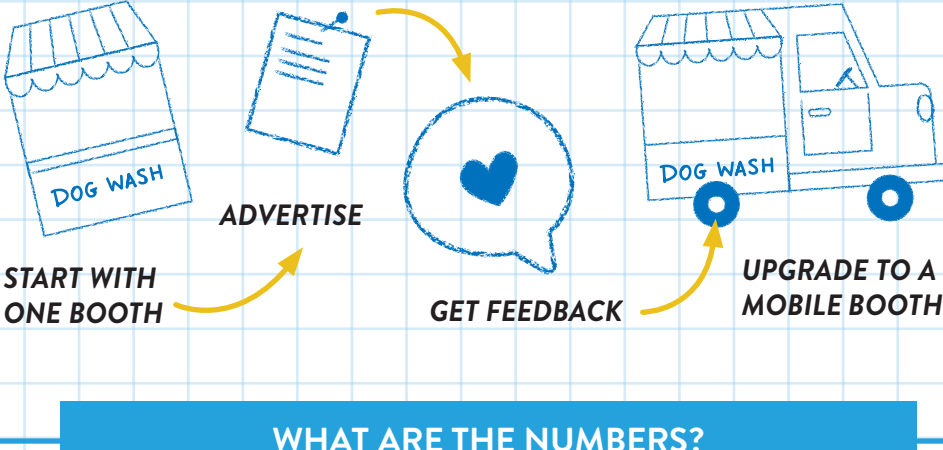 DOG WASH
START WITH
ONE BOOTH
ADVERTISE
GET FEEDBACK
DOG WASH
UPGRADE TO A
MOBILE BOOTH
WHAT ARE THE NUMBERS?